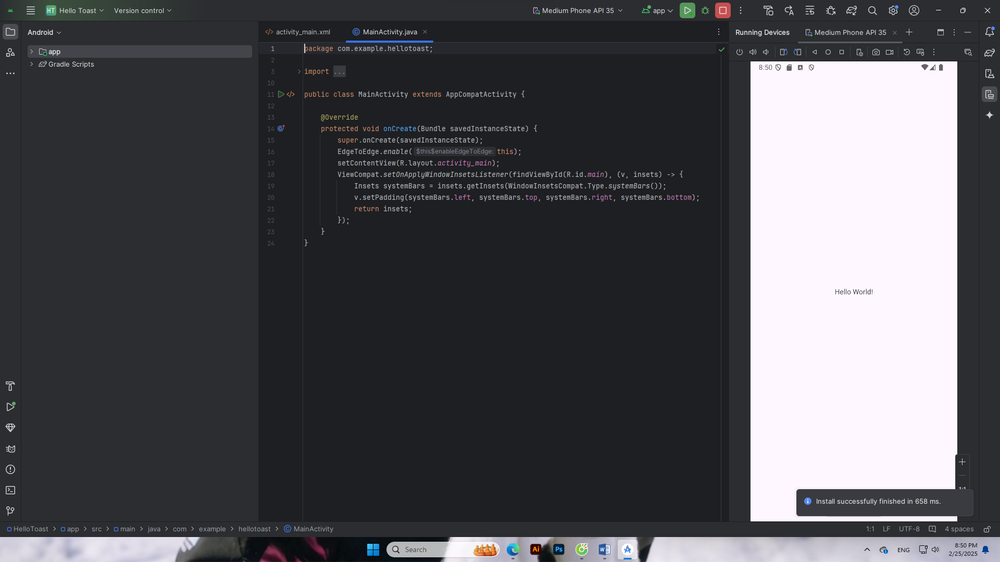 HT Hello Toast Version control Medium Phone API 35 app
Android
app
Gradle Scripts
activity_main.xml MainActivity.java
1 package com.example.hellotoast;
2
3 import ...
10
11 public class MainActivity extends AppCompatActivity {
12
13 @Override
14 protected void onCreate(Bundle savedInstanceState) {
15 super.onCreate(savedInstanceState);
16 EdgeToEdge.enable( $this$enableEdgeToEdge: this);
17 setContentView(R.layout.activity_main);
18 ViewCompat.setOnApplyWindowInsetsListener(findViewById(R.id.main), (v, insets) -> {
19 Insets systemBars = insets.getInsets(WindowInsetsCompat.Type.systemBars());
20 v.setPadding(systemBars.left, systemBars.top, systemBars.right, systemBars.bottom);
21 return insets;
22 });
23 }
24 }
Running Devices Medium Phone API 35
8:50
Hello World!
1:1
Install successfully finished in 658 ms.
HelloToast > app > src > main > java > com > example > hellotoast > MainActivity
1:1 LF UTF-8 4 spaces
Search
Ai
Ps
W
ENG
8:50 PM
2/25/2025